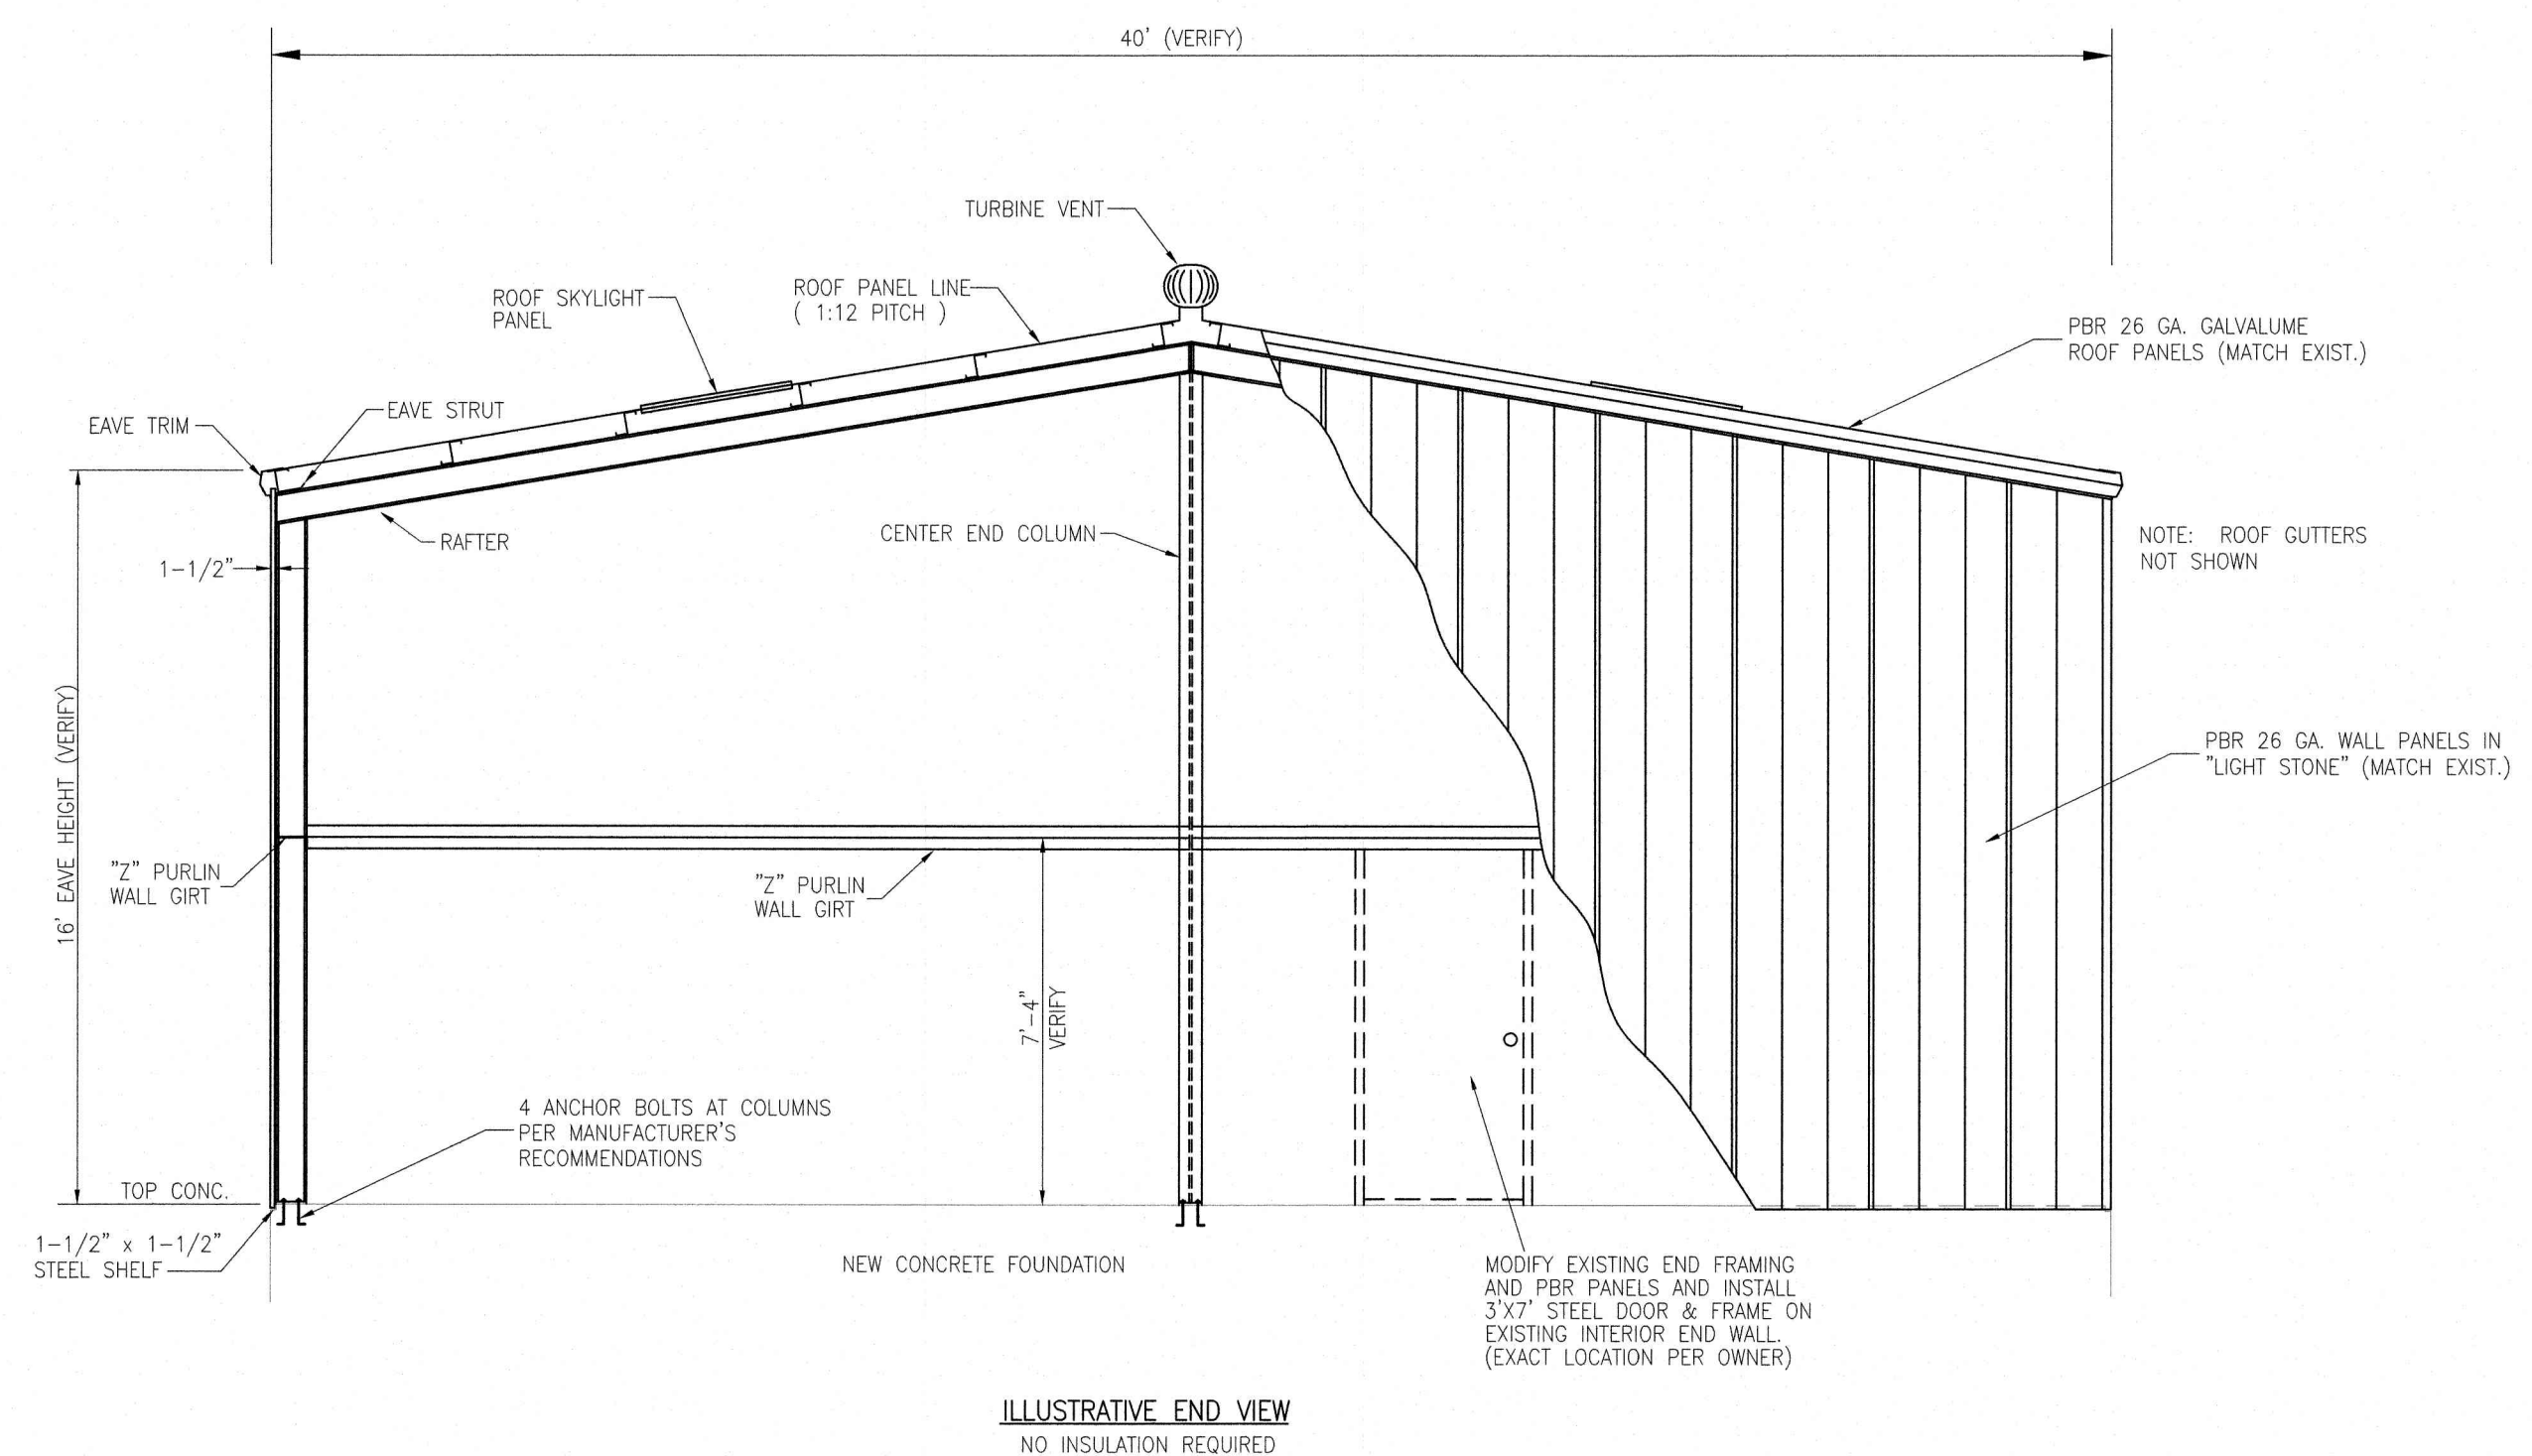 40' (VERIFY)
TURBINE VENT
ROOF SKYLIGHT
PANEL
ROOF PANEL LINE
( 1:12 PITCH )
PBR 26 GA. GALVALUME
ROOF PANELS (MATCH EXIST.)
EAVE STRUT
EAVE TRIM
RAFTER
CENTER END COLUMN
NOTE: ROOF GUTTERS
NOT SHOWN
1-1/2"
16' EAVE HEIGHT (VERIFY)
PBR 26 GA. WALL PANELS IN
"LIGHT STONE" (MATCH EXIST.)
"Z" PURLIN
WALL GIRT
"Z" PURLIN
WALL GIRT
7'-4"
VERIFY
4 ANCHOR BOLTS AT COLUMNS
PER MANUFACTURER'S
RECOMMENDATIONS
TOP CONC.
1-1/2" x 1-1/2"
STEEL SHELF
NEW CONCRETE FOUNDATION
MODIFY EXISTING END FRAMING
AND PBR PANELS AND INSTALL
3'X7' STEEL DOOR & FRAME ON
EXISTING INTERIOR END WALL.
(EXACT LOCATION PER OWNER)
ILLUSTRATIVE END VIEW
NO INSULATION REQUIRED